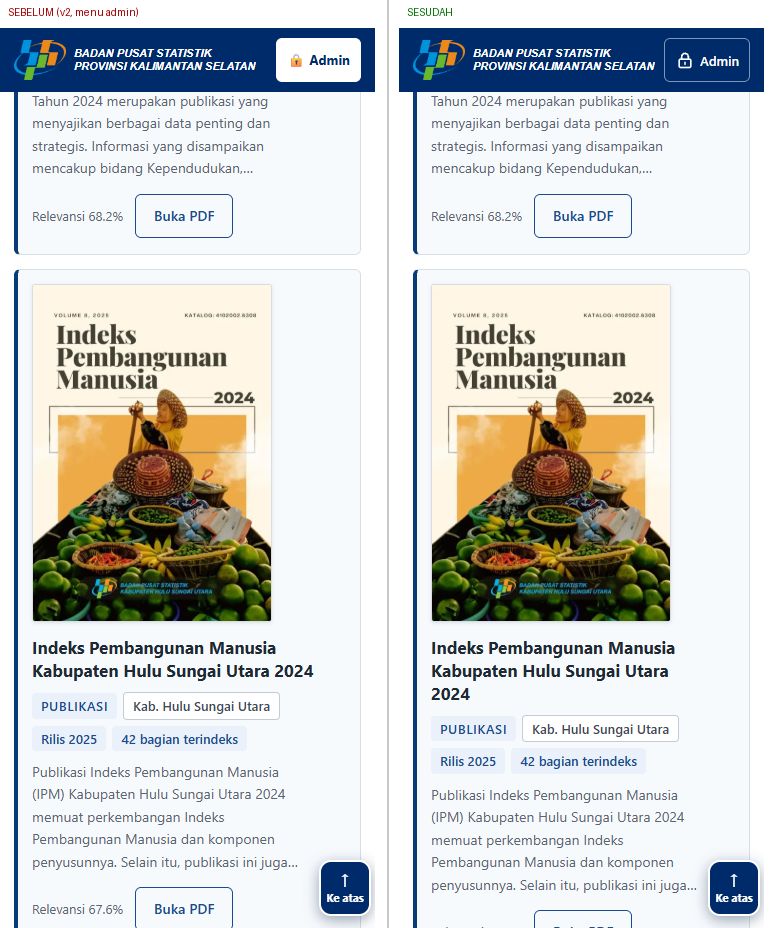 SEBELUM (v2, menu admin)
BADAN PUSAT STATISTIK
PROVINSI KALIMANTAN SELATAN
Admin
Tahun 2024 merupakan publikasi yang
menyajikan berbagai data penting dan
strategis. Informasi yang disampaikan
mencakup bidang Kependudukan,...
Relevansi 68.2%
Buka PDF
VOLUME 8, 2025
KATALOG: 4102002.6308
Indeks
Pembangunan
Manusia
2024
BADAN PUSAT STATISTIK
KABUPATEN HULU SUNGAI UTARA
Indeks Pembangunan Manusia
Kabupaten Hulu Sungai Utara 2024
PUBLIKASI
Kab. Hulu Sungai Utara
Rilis 2025
42 bagian terindeks
Publikasi Indeks Pembangunan Manusia
(IPM) Kabupaten Hulu Sungai Utara 2024
memuat perkembangan Indeks
Pembangunan Manusia dan komponen
penyusunnya. Selain itu, publikasi ini juga...
Relevansi 67.6%
Buka PDF
↑
Ke atas
SESUDAH
BADAN PUSAT STATISTIK
PROVINSI KALIMANTAN SELATAN
Admin
Tahun 2024 merupakan publikasi yang
menyajikan berbagai data penting dan
strategis. Informasi yang disampaikan
mencakup bidang Kependudukan,...
Relevansi 68.2%
Buka PDF
VOLUME 8, 2025
KATALOG: 4102002.6308
Indeks
Pembangunan
Manusia
2024
BADAN PUSAT STATISTIK
KABUPATEN HULU SUNGAI UTARA
Indeks Pembangunan Manusia
Kabupaten Hulu Sungai Utara
2024
PUBLIKASI
Kab. Hulu Sungai Utara
Rilis 2025
42 bagian terindeks
Publikasi Indeks Pembangunan Manusia
(IPM) Kabupaten Hulu Sungai Utara 2024
memuat perkembangan Indeks
Pembangunan Manusia dan komponen
penyusunnya. Selain itu, publikasi ini juga...
↑
Ke atas